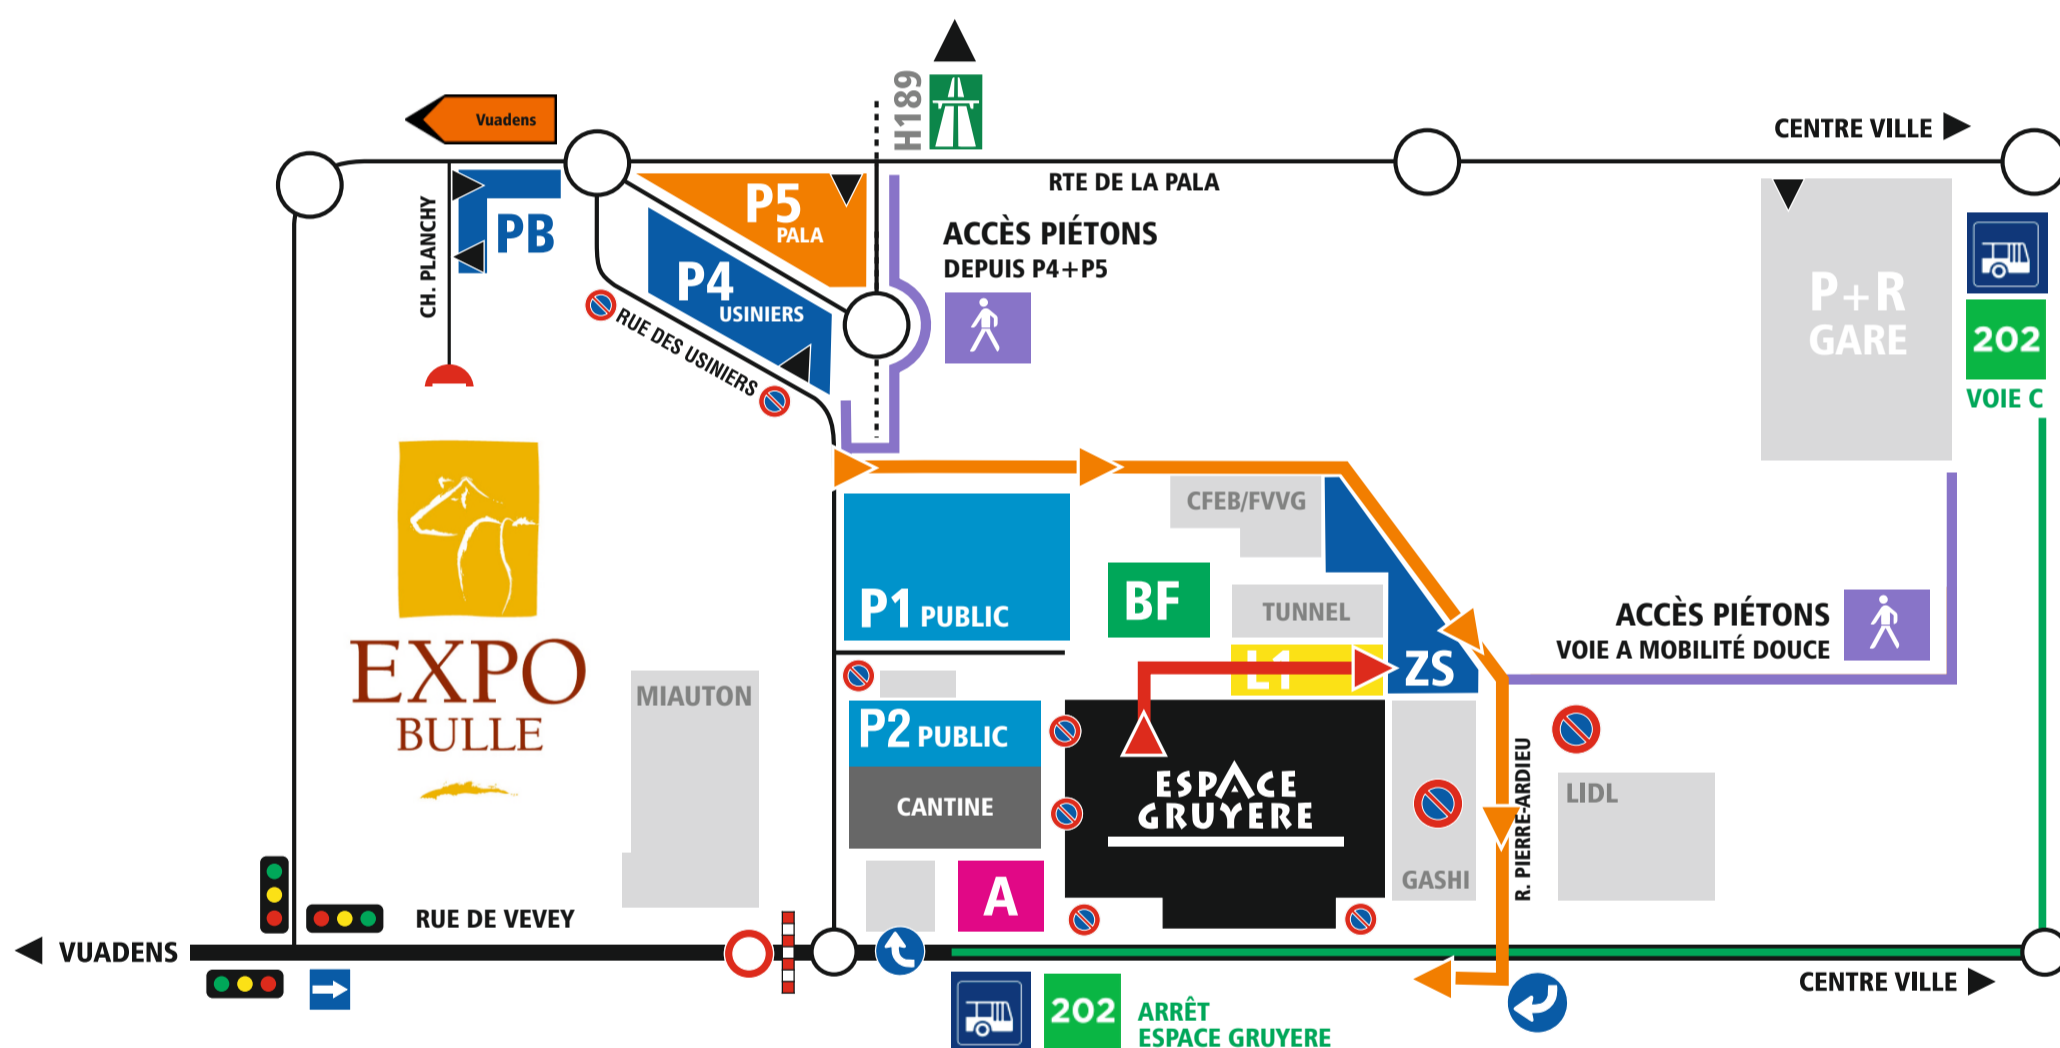 H189
Vuadens
CENTRE VILLE
RTE DE LA PALA
P5
PALA
CH. PLANCHY
PB
ACCÈS PIÉTONS
DEPUIS P4+P5
P4
USINIERS
RUE DES USINIERS
P+R
GARE
202
VOIE C
CFEB/FVVG
EXPO
BULLE
P1 PUBLIC
BF
TUNNEL
L1
ZS
ACCÈS PIÉTONS
VOIE A MOBILITÉ DOUCE
MIAUTON
P2 PUBLIC
CANTINE
ESPACE
GRUYERE
R. PIERRE-ARDIEU
LIDL
GASHI
A
RUE DE VEVEY
VUADENS
CENTRE VILLE
202
ARRÊT
ESPACE GRUYERE